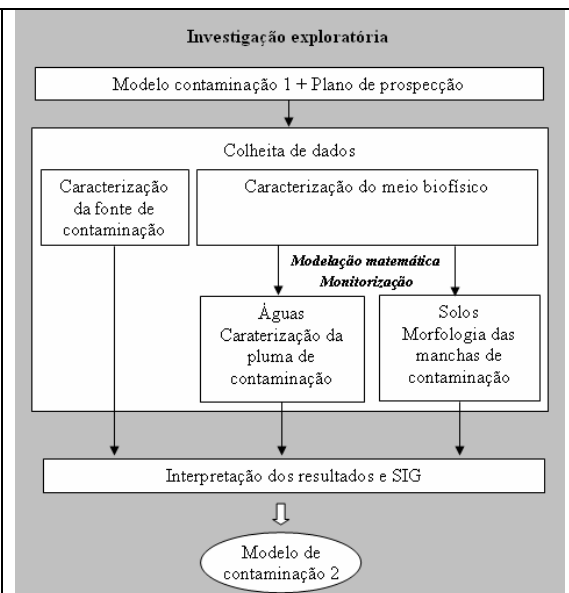 Investigação exploratória
Modelo contaminação 1 + Plano de prospecção
Colheita de dados
Caracterização
da fonte de
contaminação
Caracterização do meio biofísico
Modelação matemática
Monitorização
Águas
Caraterização da
pluma de
contaminação
Solos
Morfologia das
manchas de
contaminação
Interpretação dos resultados e SIG
Modelo de
contaminação 2